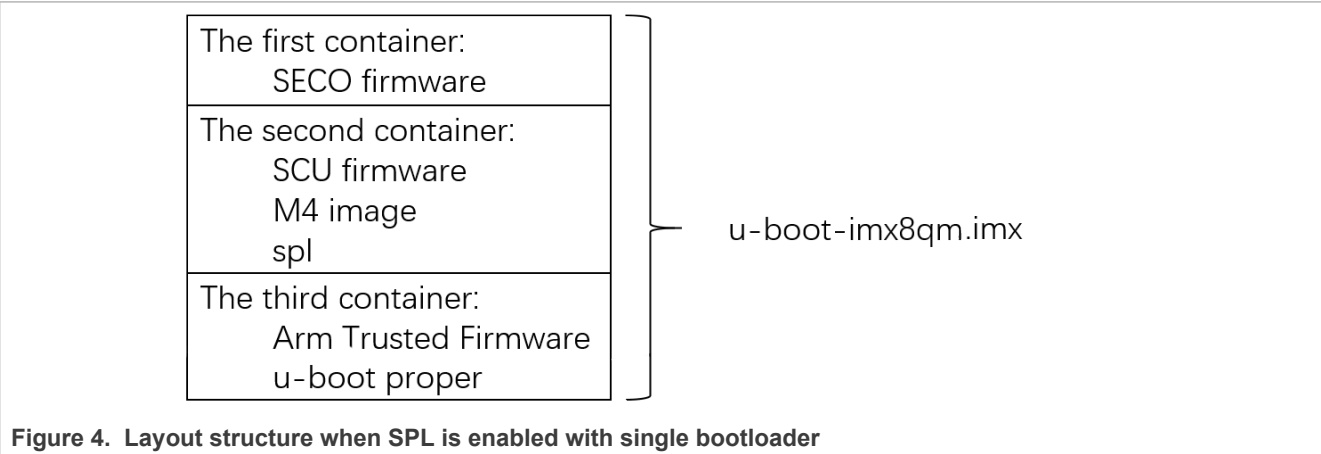 The first container:
SECO firmware
The second container:
SCU firmware
M4 image
spl
The third container:
Arm Trusted Firmware
u-boot proper
u-boot-imx8qm.imx
Figure 4. Layout structure when SPL is enabled with single bootloader